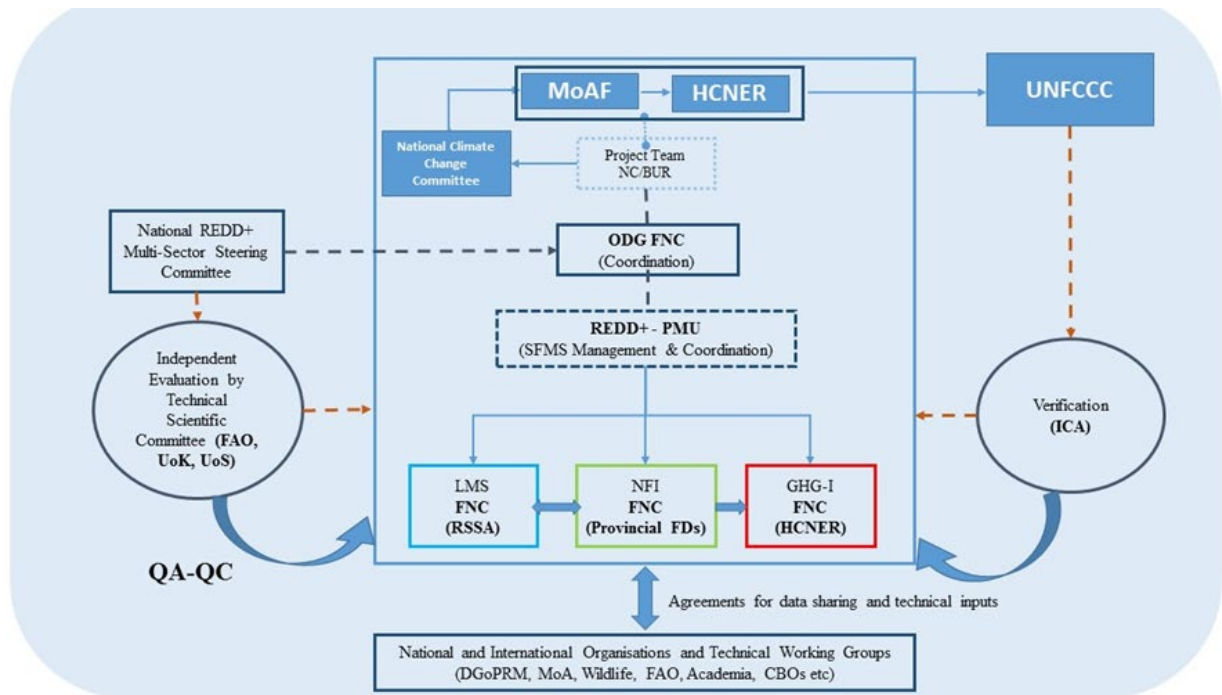 MoAF
HCNER
UNFCCC
National Climate
Change
Committee
Project Team
NC/BUR
National REDD+
Multi-Sector Steering
Committee
ODG FNC
(Coordination)
REDD+ - PMU
(SFMS Management & Coordination)
Independent
Evaluation by
Technical
Scientific
Committee (FAO,
UoK, UoS)
Verification
(ICA)
LMS
FNC
(RSSA)
NFI
FNC
(Provincial FDs)
GHG-I
FNC
(HCNER)
QA-QC
Agreements for data sharing and technical inputs
National and International Organisations and Technical Working Groups
(DGoPRM, MoA, Wildlife, FAO, Academia, CBOs etc)